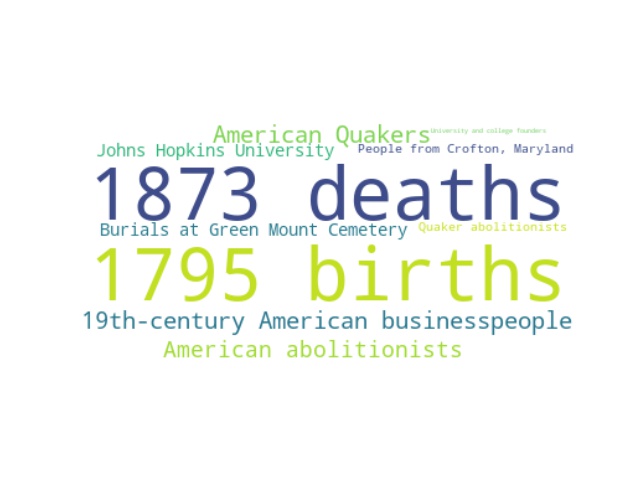 American Quakers University and college founders
Johns Hopkins University People from Crofton, Maryland
1873 deaths
Burials at Green Mount Cemetery Quaker abolitionists
1795 births
19th-century American businesspeople
American abolitionists